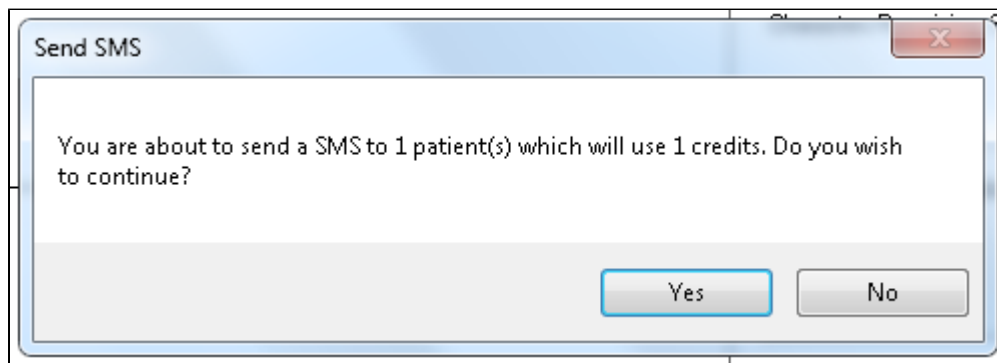 Send SMS
You are about to send a SMS to 1 patient(s) which will use 1 credits. Do you wish
to continue?
Yes
No